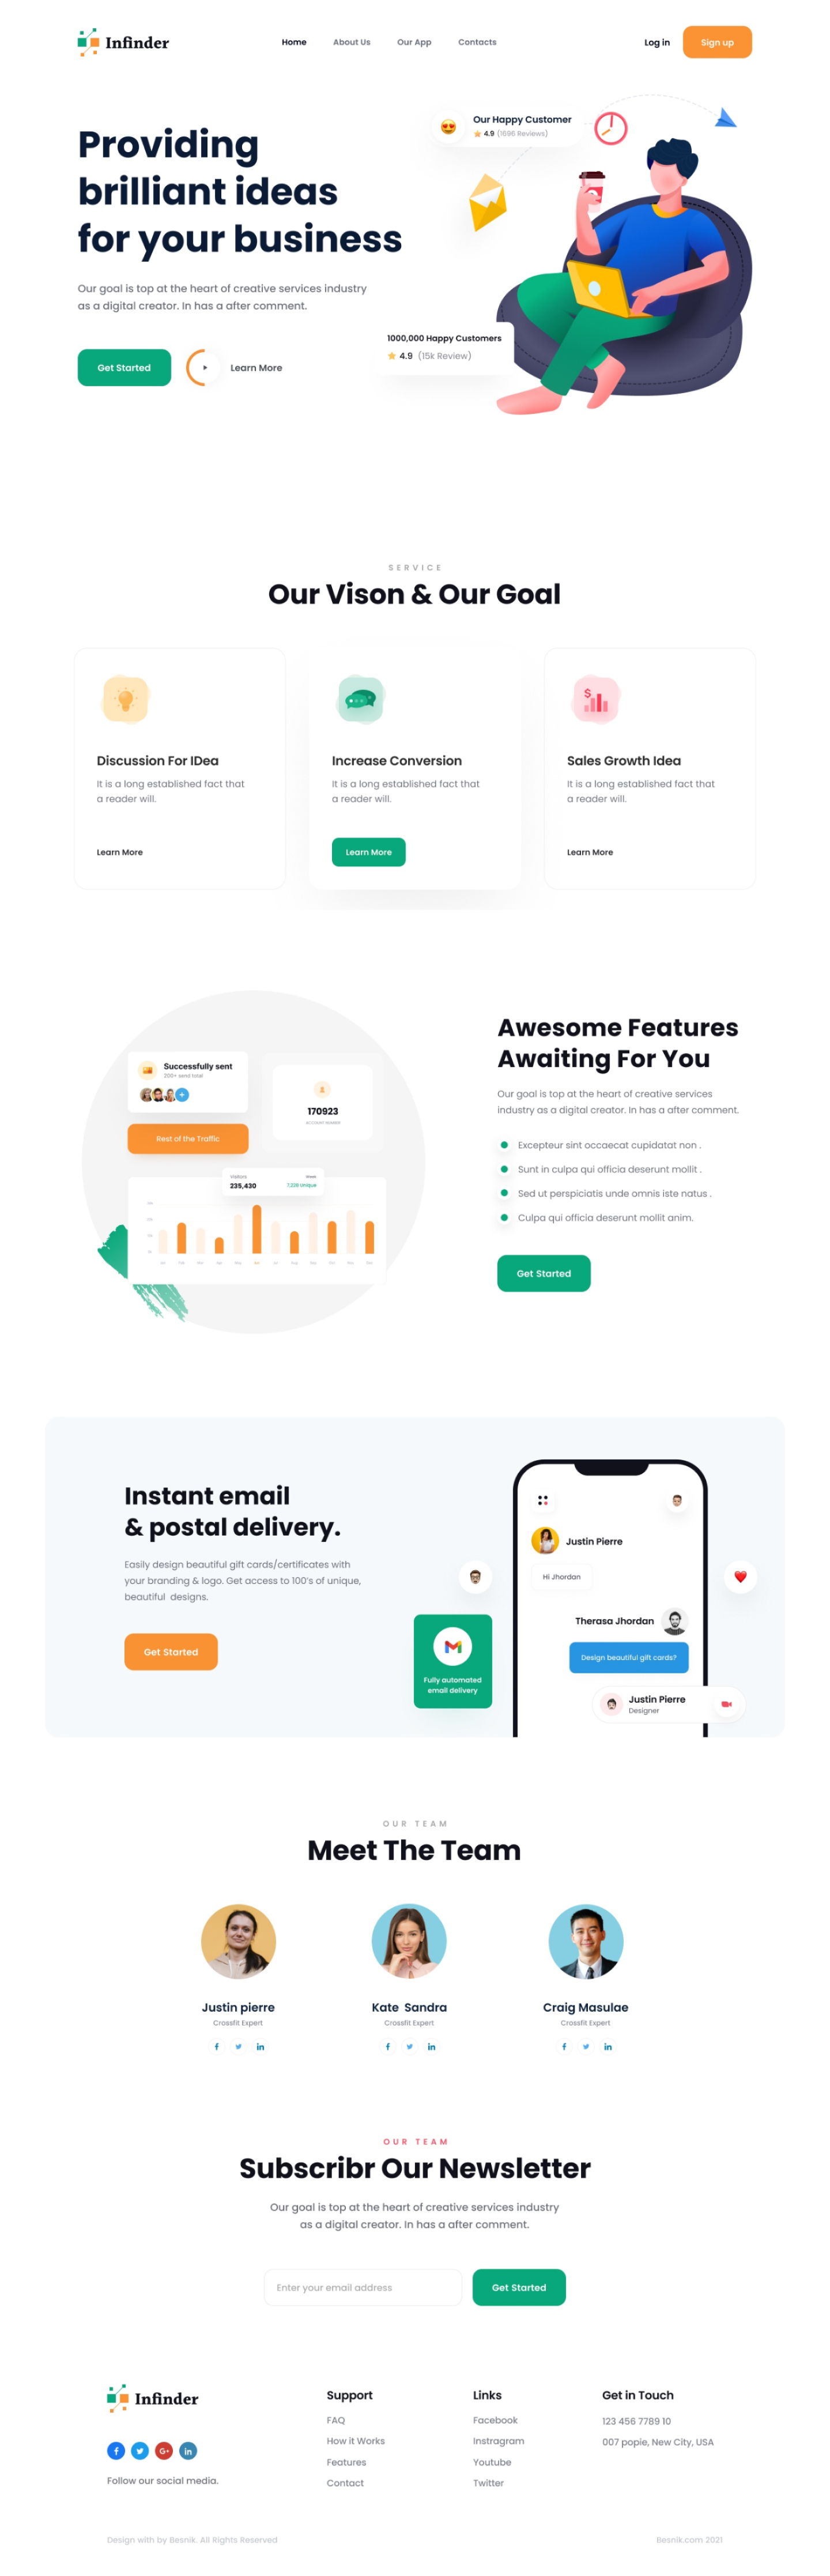 Infinder
Home
About Us
Our App
Contacts
Log in
Sign up
Providing
brilliant ideas
for your business
Our goal is top at the heart of creative services industry
as a digital creator. In has a after comment.
Get Started
Learn More
Our Happy Customer
4.9 (1696 Reviews)
1000,000 Happy Customers
4.9 (15k Review)
SERVICE
Our Vison & Our Goal
Discussion For IDea
It is a long established fact that
a reader will.
Learn More
Increase Conversion
It is a long established fact that
a reader will.
Learn More
Sales Growth Idea
It is a long established fact that
a reader will.
Learn More
Successfully sent
200+ send total
Rest of the Traffic
170923
ACCOUNT NUMBER
Visitors
235,430
7,228 Unique
Awesome Features
Awaiting For You
Our goal is top at the heart of creative services
industry as a digital creator. In has a after comment.
Excepteur sint occaecat cupidatat non .
Sunt in culpa qui officia deserunt mollit .
Sed ut perspiciatis unde omnis iste natus .
Culpa qui officia deserunt mollit anim.
Get Started
Instant email
& postal delivery.
Easily design beautiful gift cards/certificates with
your branding & logo. Get access to 100's of unique,
beautiful designs.
Get Started
Fully automated
email delivery
Justin Pierre
Hi Jhordan
Therasa Jhordan
Design beautiful gift cards?
Justin Pierre
Designer
OUR TEAM
Meet The Team
Justin pierre
Crossfit Expert
Kate Sandra
Crossfit Expert
Craig Masulae
Crossfit Expert
OUR TEAM
Subscribr Our Newsletter
Our goal is top at the heart of creative services industry
as a digital creator. In has a after comment.
Enter your email address
Get Started
Infinder
Follow our social media.
Support
FAQ
How it Works
Features
Contact
Links
Facebook
Instragram
Youtube
Twitter
Get in Touch
123 456 7789 10
007 popie, New City, USA
Design with by Besnik. All Rights Reserved
Besnik.com 2021